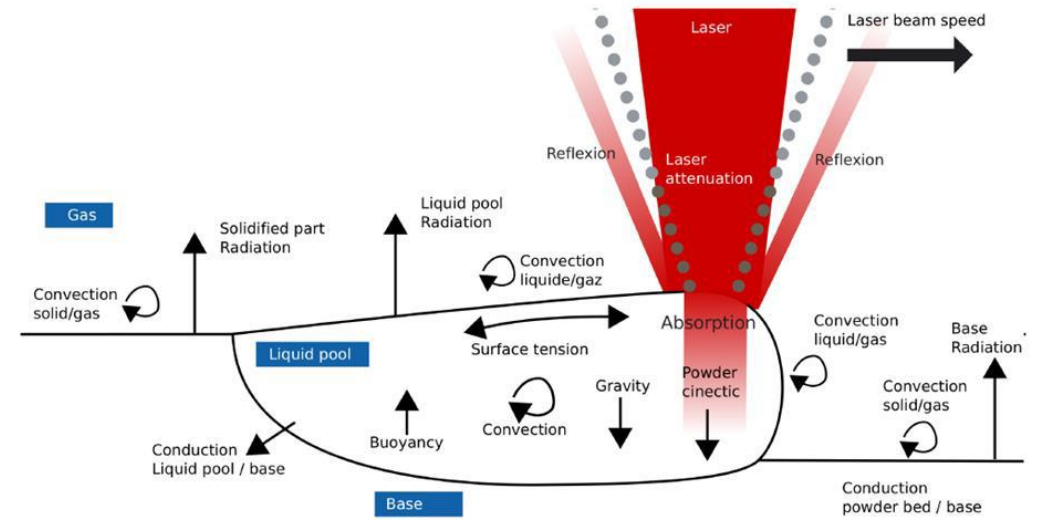 Laser
Laser beam speed
Reflexion
Laser
attenuation
Reflexion
Gas
Solidified part
Radiation
Liquid pool
Radiation
Convection
solid/gas
Convection
liquide/gaz
Absorption
Surface tension
Liquid pool
Convection
liquid/gas
Base
Radiation
Powder
cinectic
Gravity
Convection
solid/gas
Buoyancy
Convection
Conduction
Liquid pool / base
Base
Conduction
powder bed / base